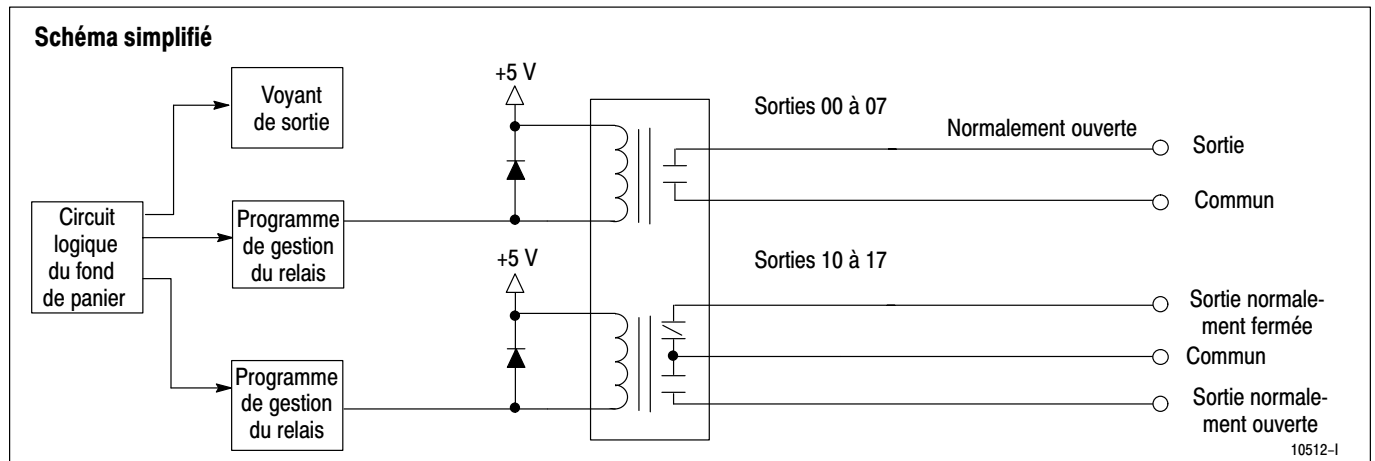 Schéma simplifié
Voyant
de sortie
Circuit
logique
du fond
de panier
Programme
de gestion
du relais
Programme
de gestion
du relais
+5 V
+5 V
Sorties 00 à 07
Normalement ouverte
Sortie
Commun
Sorties 10 à 17
Sortie normale-
ment fermée
Commun
Sortie normale-
ment ouverte
10512–I